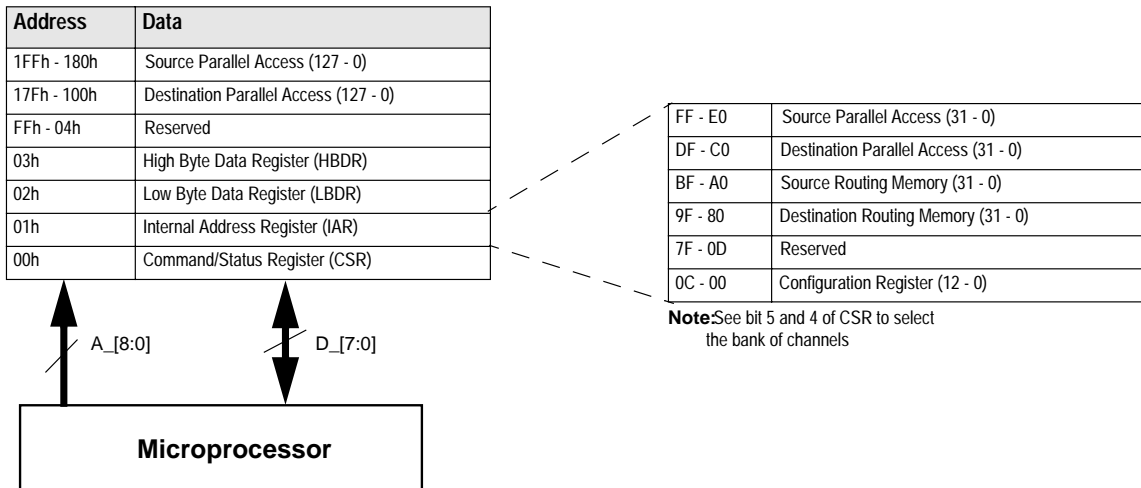 Address Data
1FFh - 180h Source Parallel Access (127 - 0)
17Fh - 100h Destination Parallel Access (127 - 0)
FFh - 04h Reserved
03h High Byte Data Register (HBDR)
02h Low Byte Data Register (LBDR)
01h Internal Address Register (IAR)
00h Command/Status Register (CSR)
FF - E0 Source Parallel Access (31 - 0)
DF - C0 Destination Parallel Access (31 - 0)
BF - A0 Source Routing Memory (31 - 0)
9F - 80 Destination Routing Memory (31 - 0)
7F - 0D Reserved
0C - 00 Configuration Register (12 - 0)
Note:See bit 5 and 4 of CSR to select
the bank of channels
A_[8:0] D_[7:0]
Microprocessor